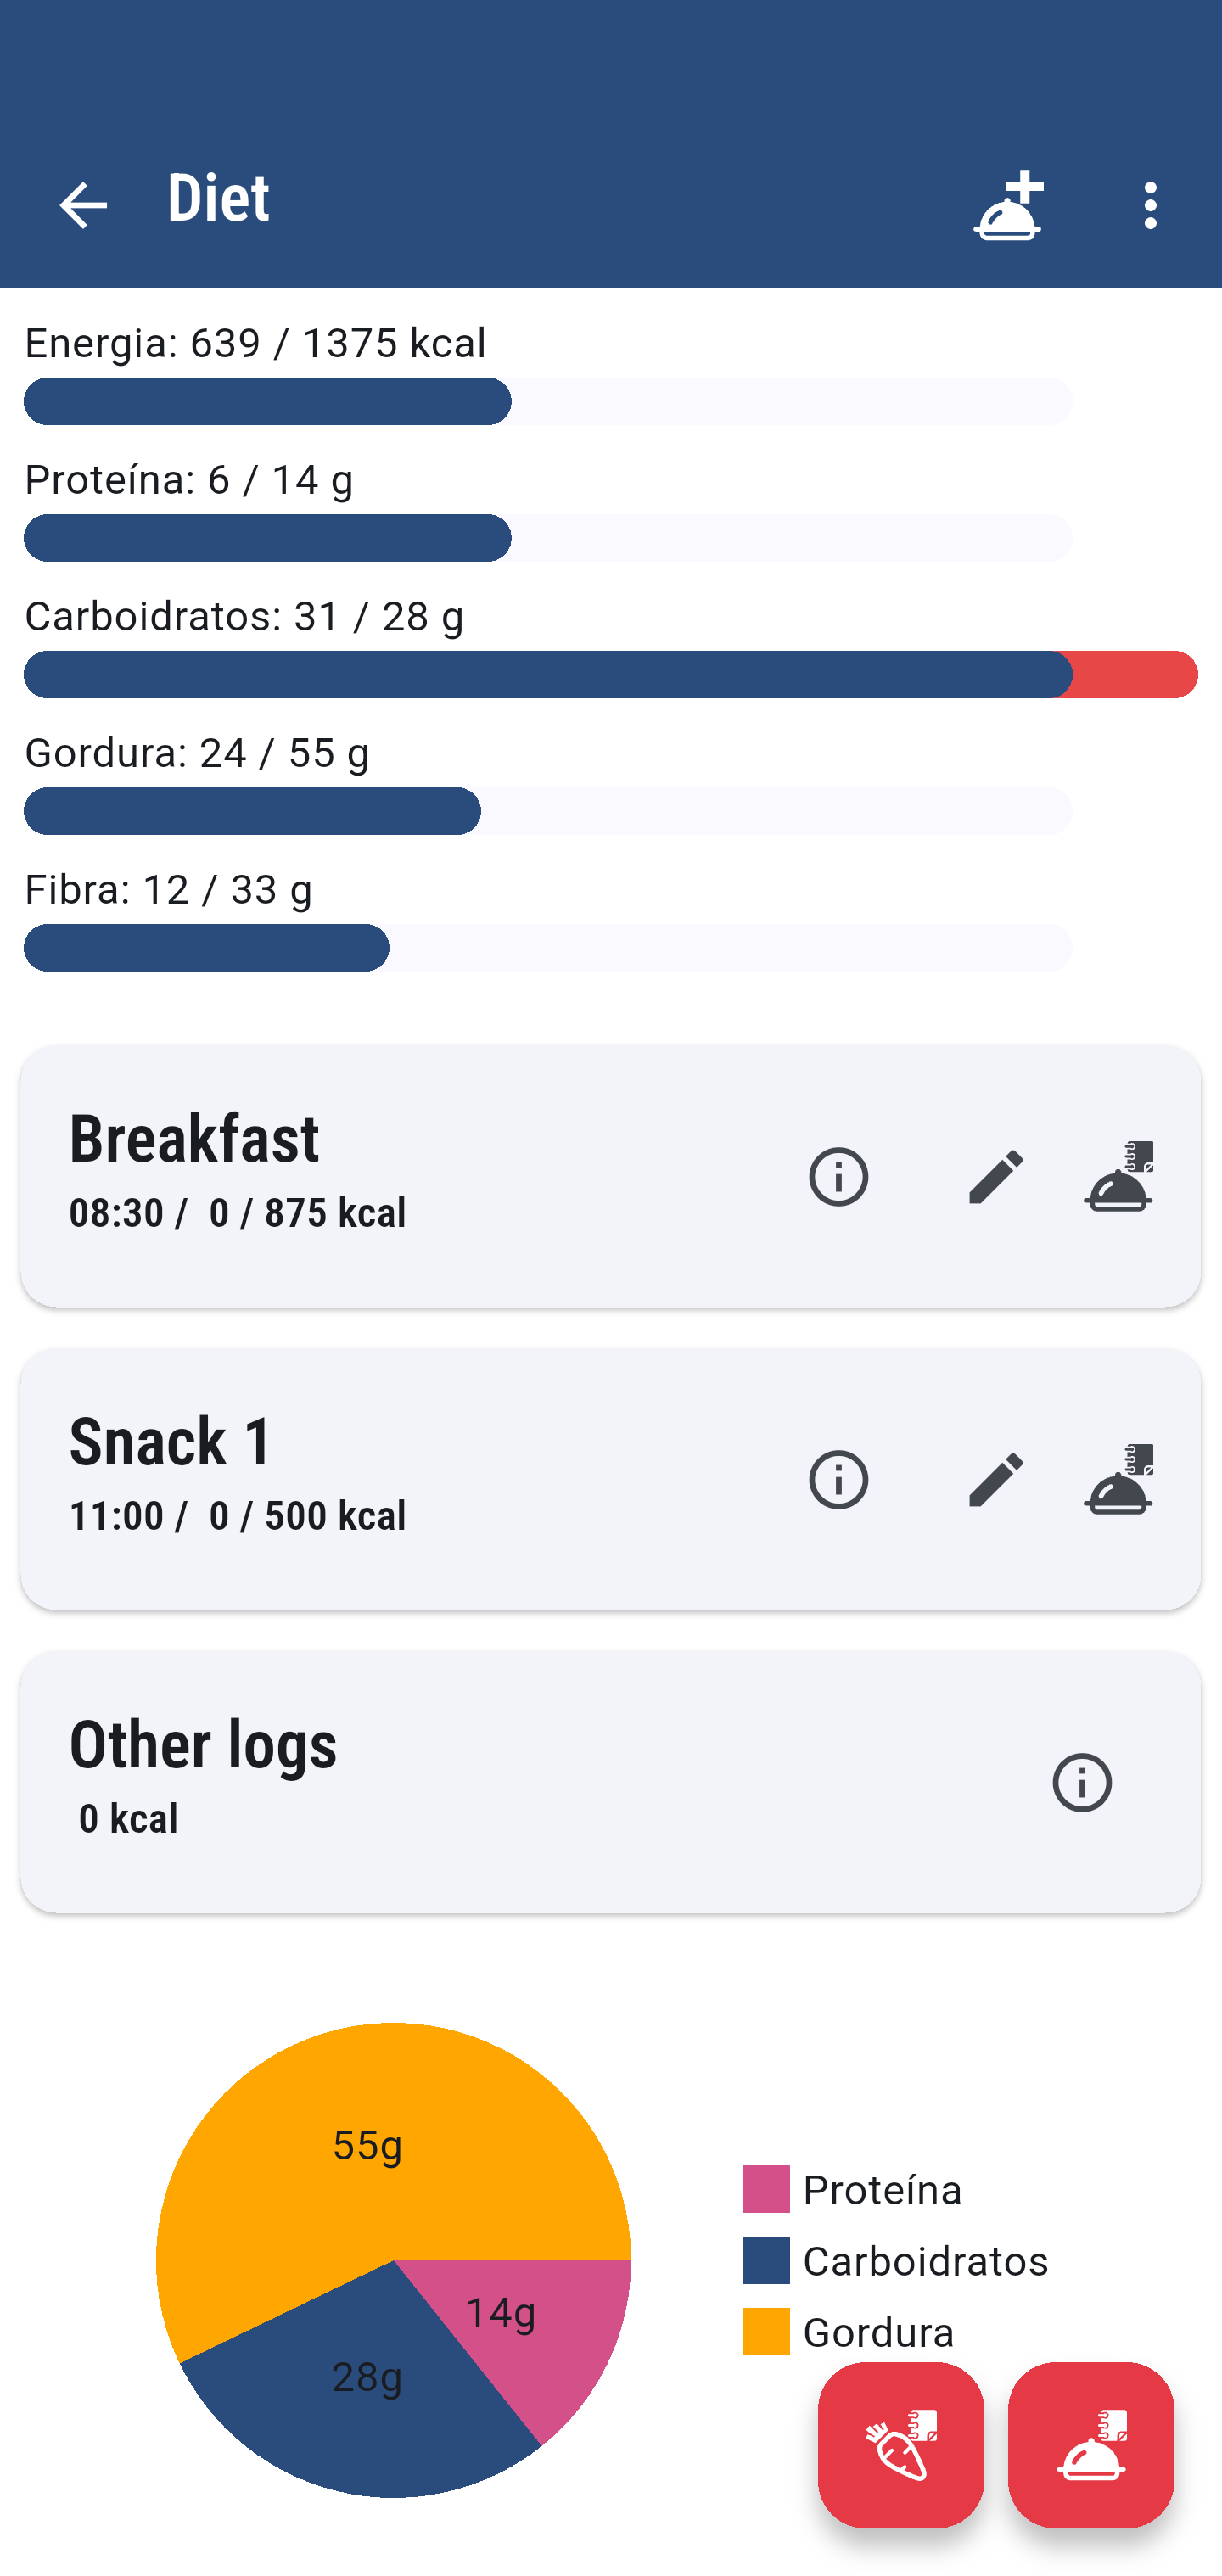 Diet
Energia: 639 / 1375 kcal
Proteína: 6 / 14 g
Carboidratos: 31 / 28 g
Gordura: 24 / 55 g
Fibra: 12 / 33 g
Breakfast
08:30 /  0 / 875 kcal
Snack 1
11:00 /  0 / 500 kcal
Other logs
0 kcal
55g
14g
28g
Proteína
Carboidratos
Gordura